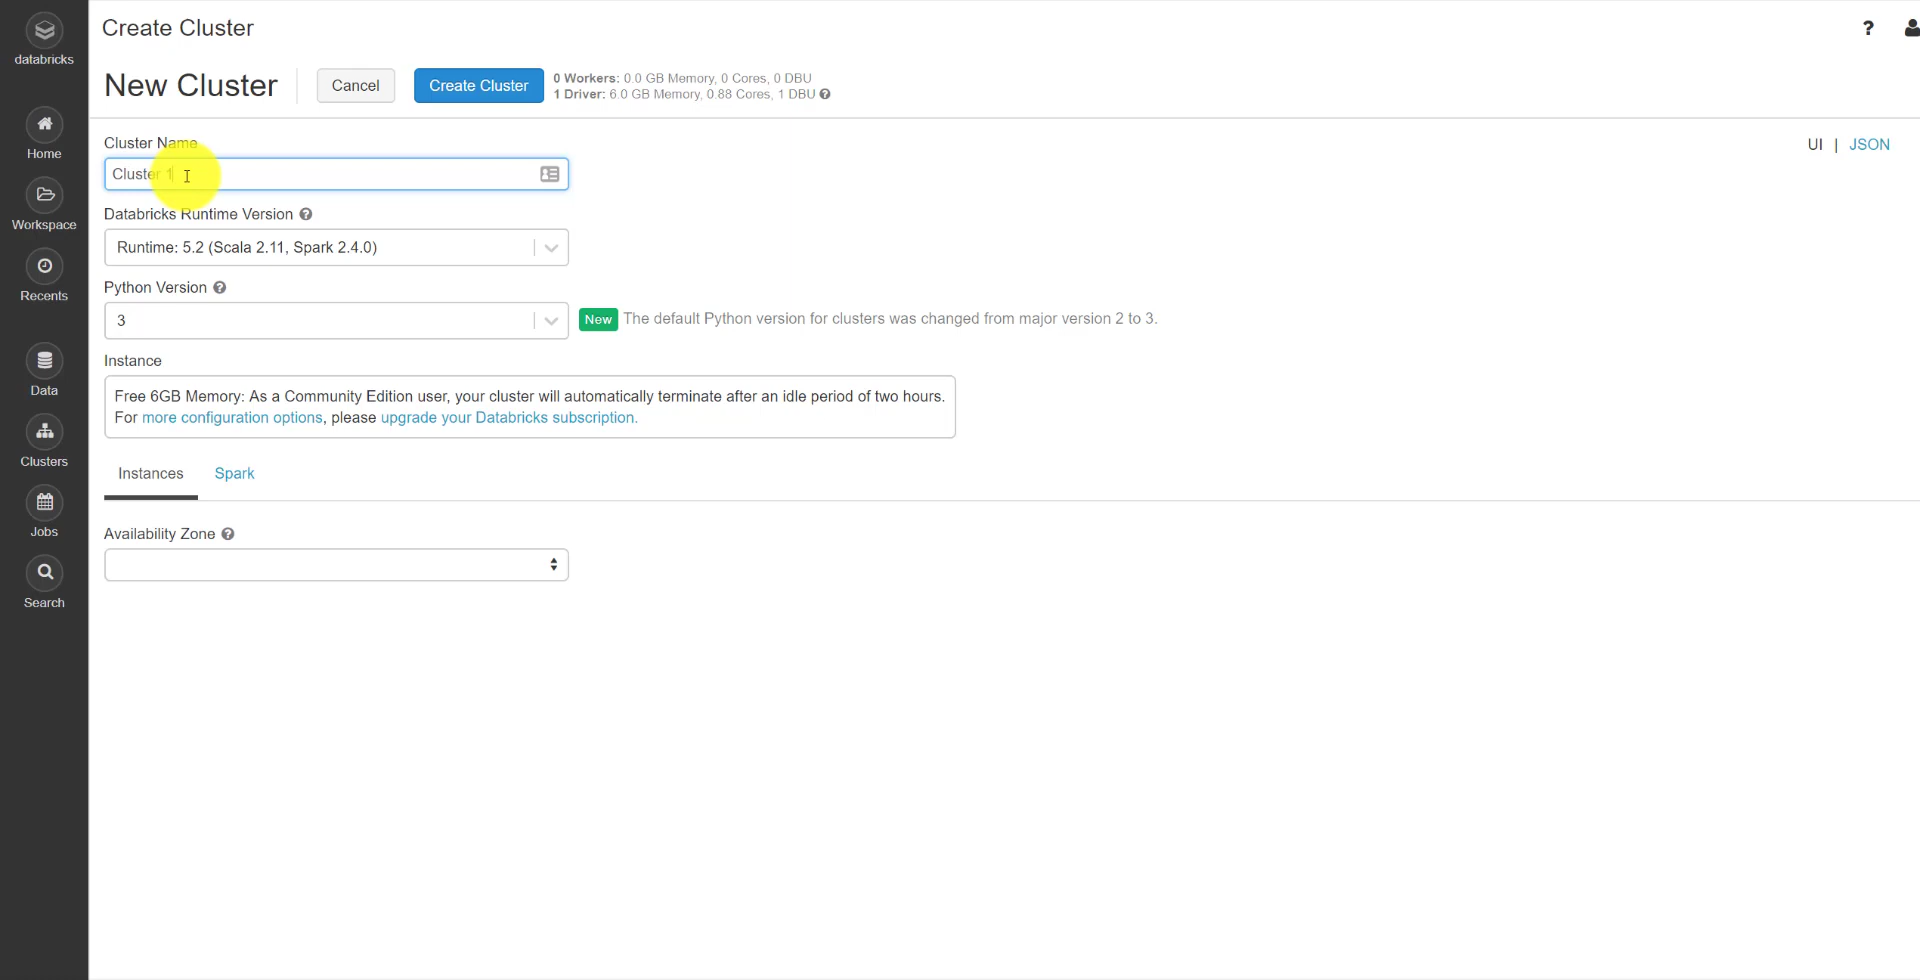 databricks
Home
Workspace
Recents
Data
Clusters
Jobs
Search
Create Cluster
?
New Cluster
Cancel
Create Cluster
0 Workers: 0.0 GB Memory, 0 Cores, 0 DBU
1 Driver: 6.0 GB Memory, 0.88 Cores, 1 DBU ?
Cluster Name
UI | JSON
Cluster 1
Databricks Runtime Version ?
Runtime: 5.2 (Scala 2.11, Spark 2.4.0)
Python Version ?
3
New The default Python version for clusters was changed from major version 2 to 3.
Instance
Free 6GB Memory: As a Community Edition user, your cluster will automatically terminate after an idle period of two hours.
For more configuration options, please upgrade your Databricks subscription.
Instances
Spark
Availability Zone ?